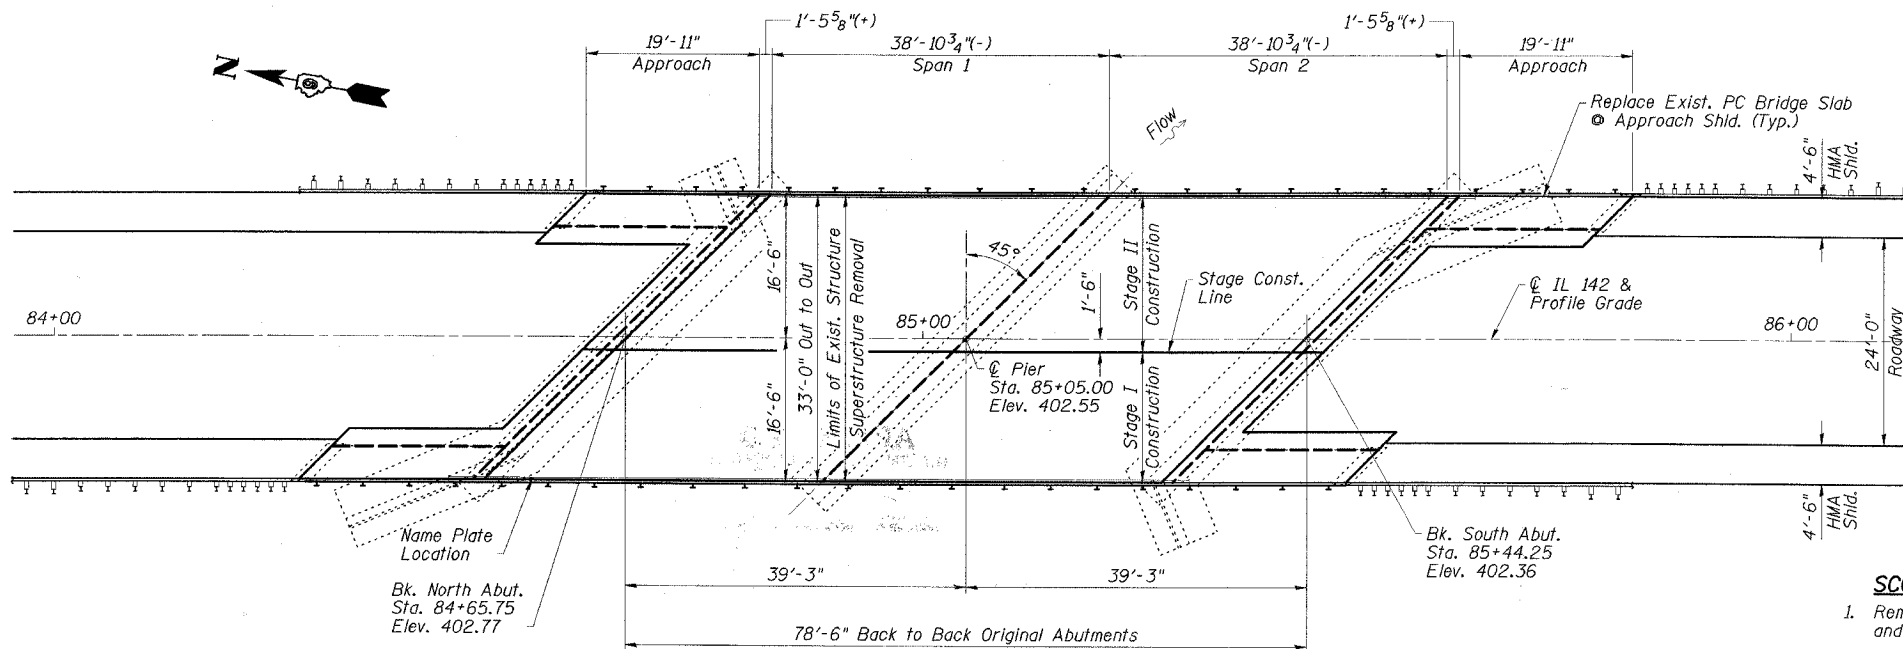 1'-5⅝"(+)
1'-5⅝"(+)
19'-11"
Approach
38'-10¾"(-)
Span 1
38'-10¾"(-)
Span 2
19'-11"
Approach
N
Flow
Replace Exist. PC Bridge Slab
@ Approach Shld. (Typ.)
4'-6"
HMA
Shld.
16'-6"
33'-0" Out to Out
Limits of Exist. Structure
Superstructure Removal
45°
1'-6"
Stage II
Construction
Stage Const.
Line
℄ IL 142 &
Profile Grade
84+00
85+00
86+00
24'-0"
Roadway
16'-6"
℄ Pier
Sta. 85+05.00
Elev. 402.55
Stage I
Construction
4'-6"
HMA
Shld.
Name Plate
Location
Bk. North Abut.
Sta. 84+65.75
Elev. 402.77
39'-3"
39'-3"
Bk. South Abut.
Sta. 85+44.25
Elev. 402.36
78'-6" Back to Back Original Abutments
SCO
1. Rem
and